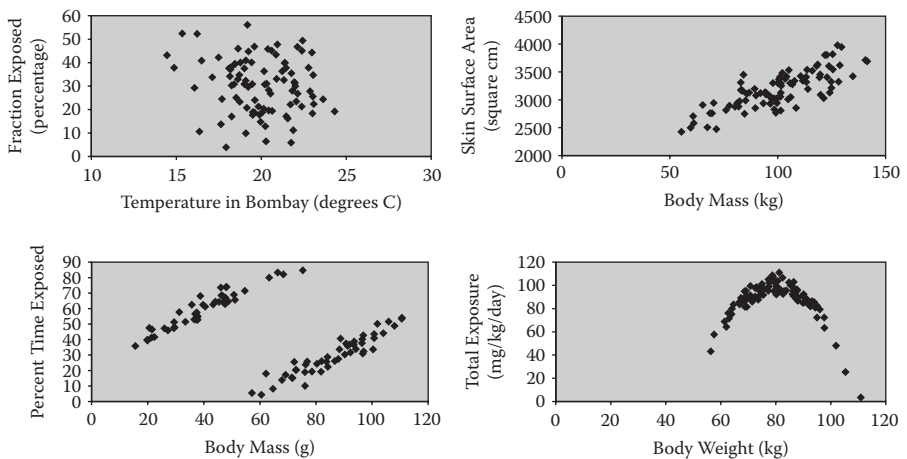 Fraction Exposed
(percentage)
60
50
40
30
20
10
0
10 15 20 25 30
Temperature in Bombay (degrees C)
Skin Surface Area
(square cm)
4500
4000
3500
3000
2500
2000
0 50 100 150
Body Mass (kg)
Percent Time Exposed
90
80
70
60
50
40
30
20
10
0
0 20 40 60 80 100 120
Body Mass (g)
Total Exposure
(mg/kg/day)
120
100
80
60
40
20
0
0 20 40 60 80 100 120
Body Weight (kg)